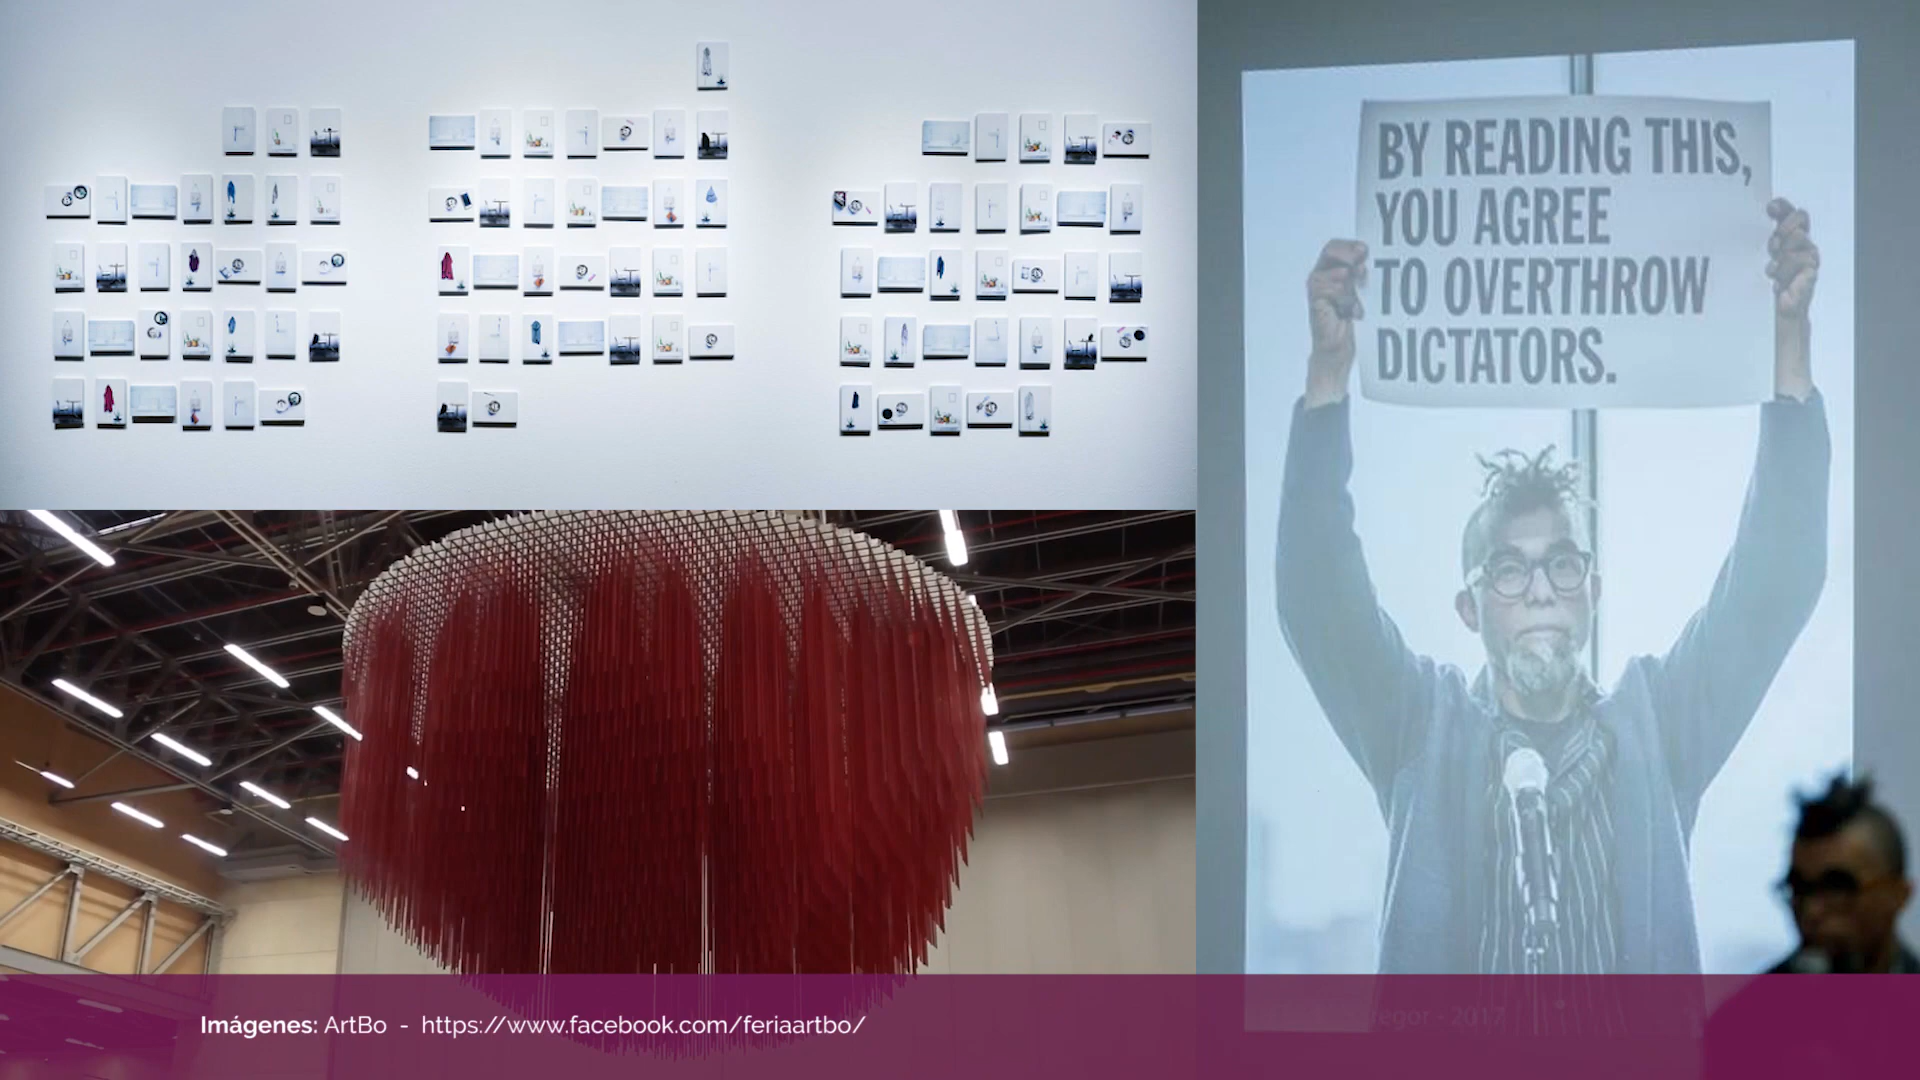 BY READING THIS,
YOU AGREE
TO OVERTHROW
DICTATORS.
Imágenes: ArtBo - https://www.facebook.com/feriaartbo/